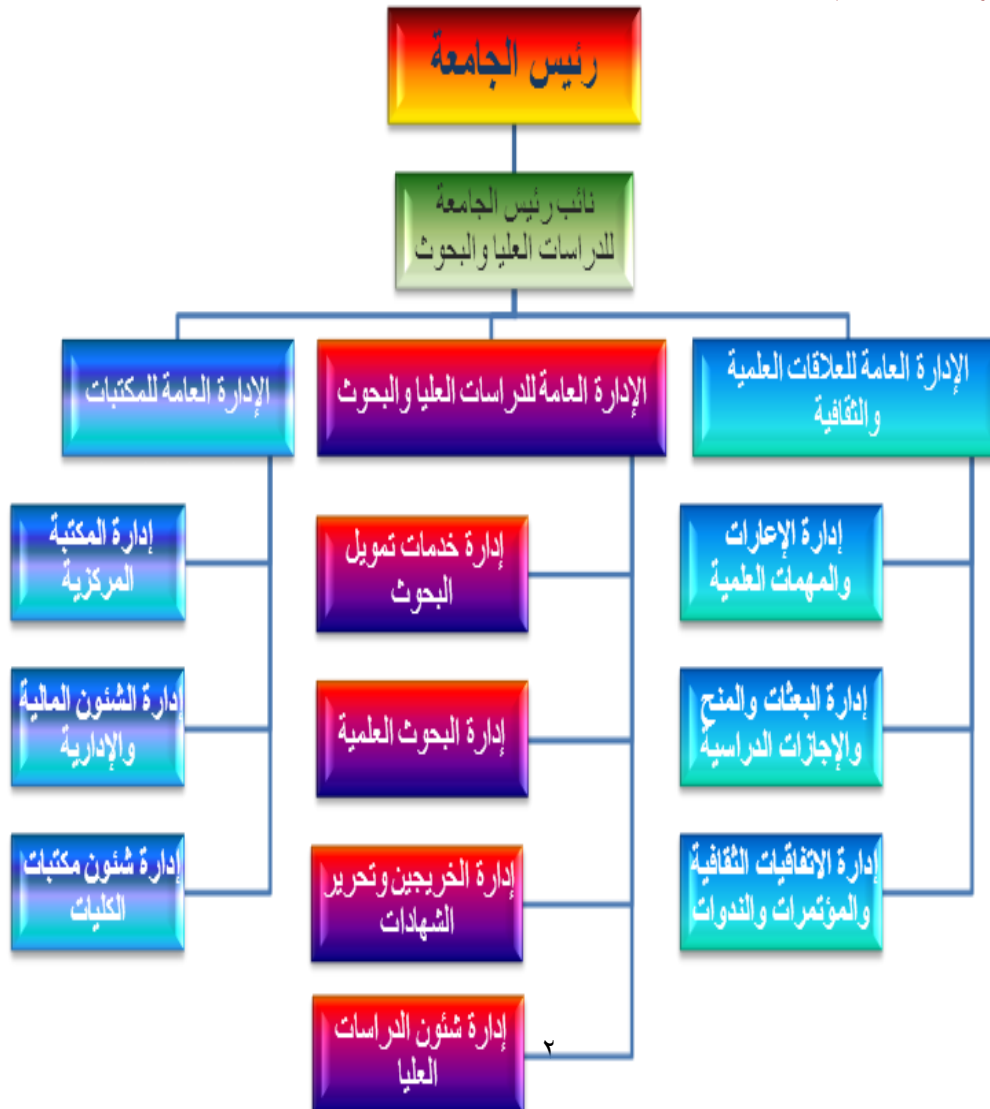 رئيس الجامعة
نائب رئيس الجامعة
للدراسات العليا والبحوث
الإدارة العامة للعلاقات العلمية
والثقافية
إدارة الإعارات
والمهمات العلمية
إدارة البعثات والمنح
والإجازات الدراسية
إدارة الاتفاقيات الثقافية
والمؤتمرات والندوات
الإدارة العامة للدراسات العليا والبحوث
إدارة خدمات تمويل
البحوث
إدارة البحوث العلمية
إدارة الخريجين وتحرير
الشهادات
إدارة شئون الدراسات
العليا
الإدارة العامة للمكتبات
إدارة المكتبة
المركزية
إدارة الشئون المالية
والإدارية
إدارة شئون مكتبات
الكليات
٢